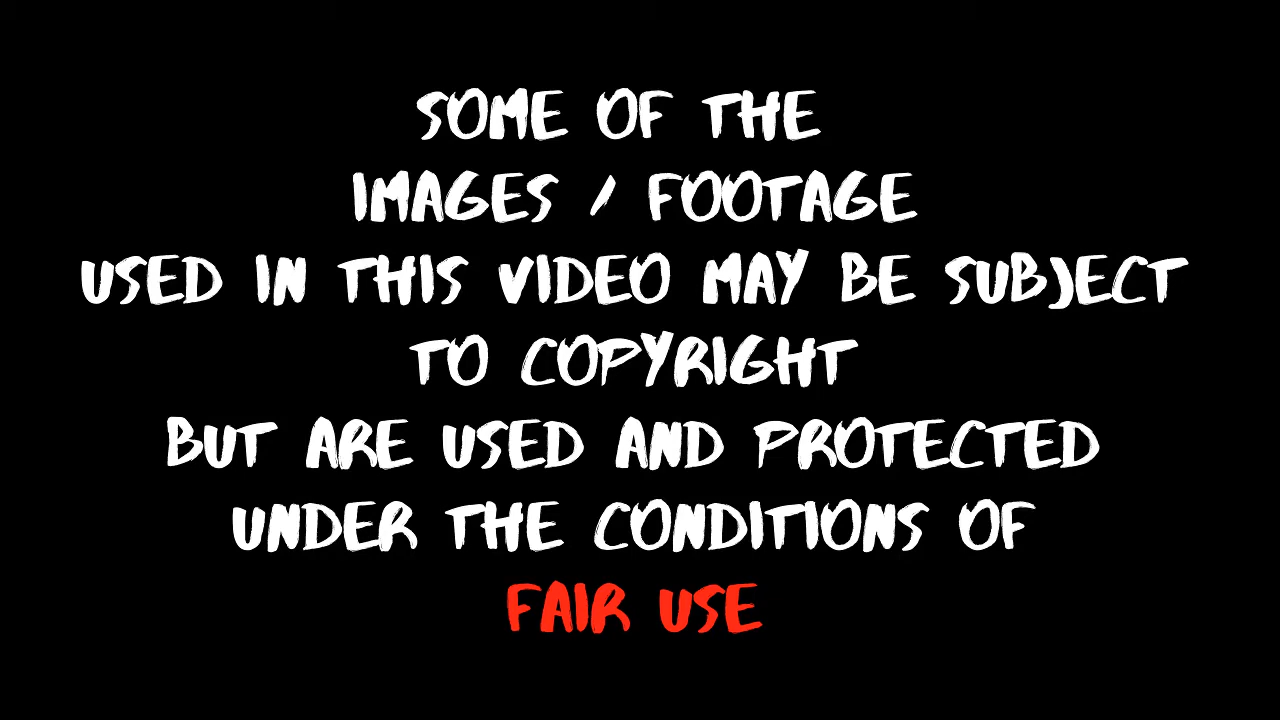 SOME OF THE
IMAGES / FOOTAGE
USED IN THIS VIDEO MAY BE SUBJECT
TO COPYRIGHT
BUT ARE USED AND PROTECTED
UNDER THE CONDITIONS OF
FAIR USE